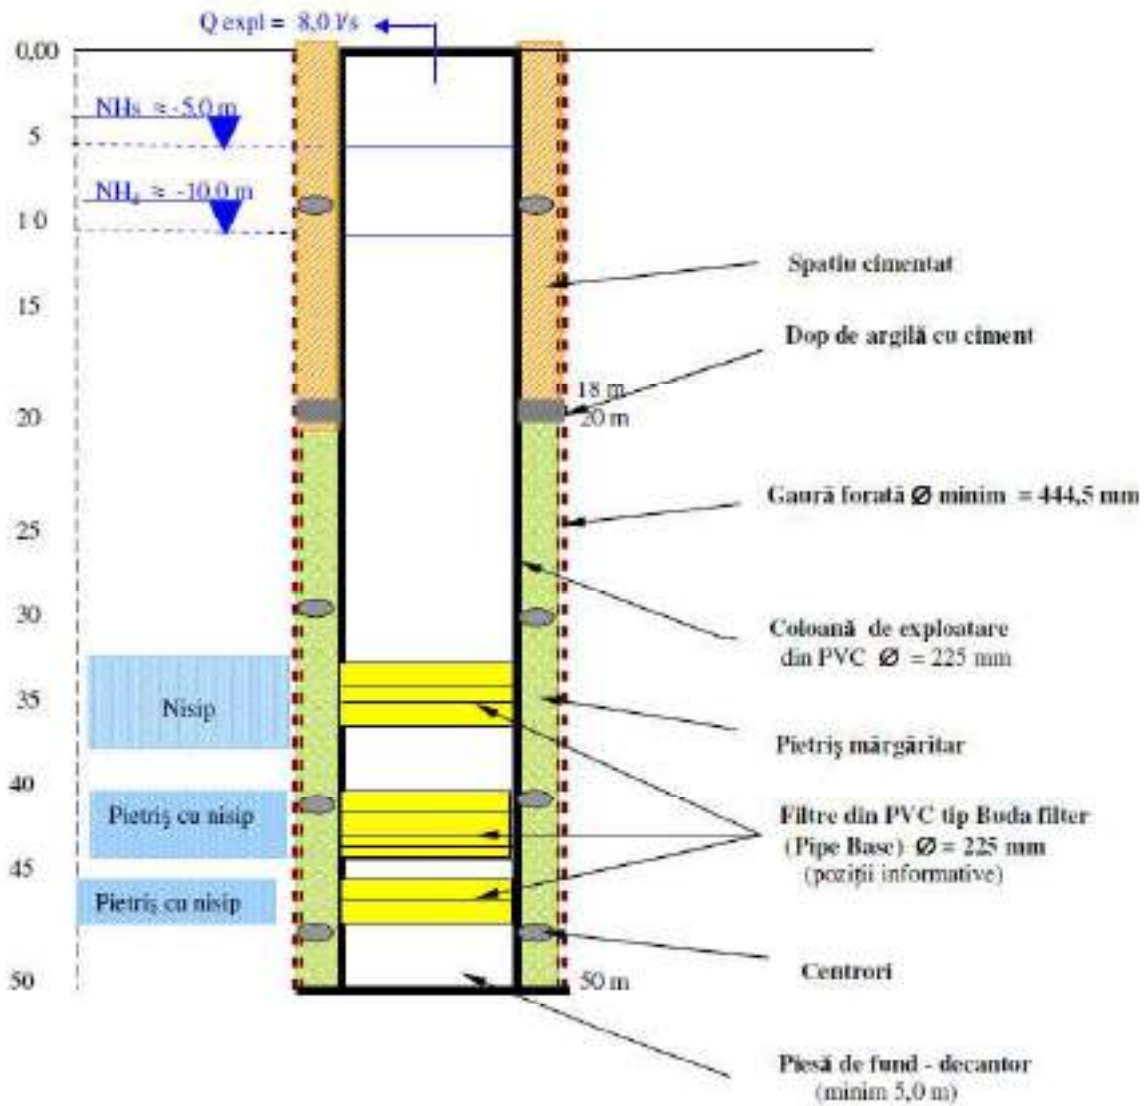 Q expl = 8,0 l/s
0,00
NHs ≈ -5,0 m
5
NHd ≈ -10,0 m
10
Spatiu cimentat
15
Dop de argilă cu ciment
18 m
20
20 m
Gaură forată Ø minim = 444,5 mm
25
30
Coloană de exploatare
din PVC Ø = 225 mm
35
Nisip
Pietriş mărgăritar
40
Pietriş cu nisip
Filtre din PVC tip Buda filter
(Pipe Base) Ø = 225 mm
(poziţii informative)
45
Pietriş cu nisip
Centrori
50
50 m
Piesă de fund - decantor
(minim 5,0 m)